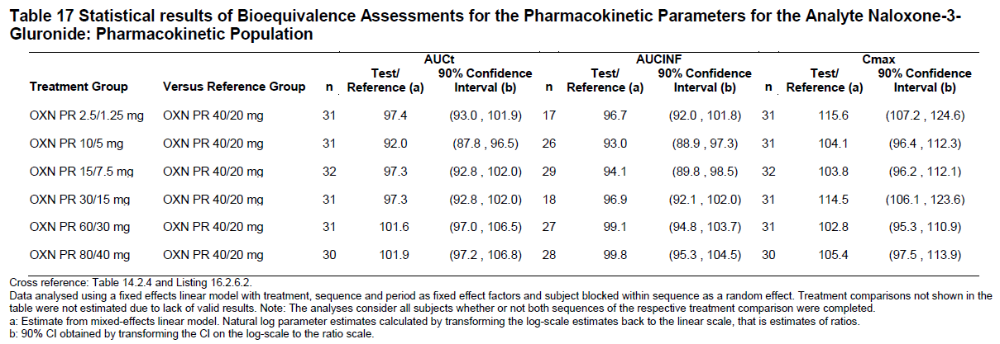 Table 17 Statistical results of Bioequivalence Assessments for the Pharmacokinetic Parameters for the Analyte Naloxone-3-
Gluronide: Pharmacokinetic Population
AUCt AUCINF Cmax
Test/ 90% Confidence Test/ 90% Confidence Test/ 90% Confidence
Treatment Group Versus Reference Group n Reference (a) Interval (b) n Reference (a) Interval (b) n Reference (a) Interval (b)
OXN PR 2.5/1.25 mg OXN PR 40/20 mg 31 97.4 (93.0 , 101.9) 17 96.7 (92.0 , 101.8) 31 115.6 (107.2 , 124.6)
OXN PR 10/5 mg OXN PR 40/20 mg 31 92.0 (87.8 , 96.5) 26 93.0 (88.9 , 97.3) 31 104.1 (96.4 , 112.3)
OXN PR 15/7.5 mg OXN PR 40/20 mg 32 97.3 (92.8 , 102.0) 29 94.1 (89.8 , 98.5) 32 103.8 (96.2 , 112.1)
OXN PR 30/15 mg OXN PR 40/20 mg 31 97.3 (92.8 , 102.0) 18 96.9 (92.1 , 102.0) 31 114.5 (106.1 , 123.6)
OXN PR 60/30 mg OXN PR 40/20 mg 31 101.6 (97.0 , 106.5) 27 99.1 (94.8 , 103.7) 31 102.8 (95.3 , 110.9)
OXN PR 80/40 mg OXN PR 40/20 mg 30 101.9 (97.2 , 106.8) 28 99.8 (95.3 , 104.5) 30 105.4 (97.5 , 113.9)
Cross reference: Table 14.2.4 and Listing 16.2.6.2.
Data analysed using a fixed effects linear model with treatment, sequence and period as fixed effect factors and subject blocked within sequence as a random effect. Treatment comparisons not shown in the
table were not estimated due to lack of valid results. Note: The analyses consider all subjects whether or not both sequences of the respective treatment comparison were completed.
a: Estimate from mixed-effects linear model. Natural log parameter estimates calculated by transforming the log-scale estimates back to the linear scale, that is estimates of ratios.
b: 90% CI obtained by transforming the CI on the log-scale to the ratio scale.